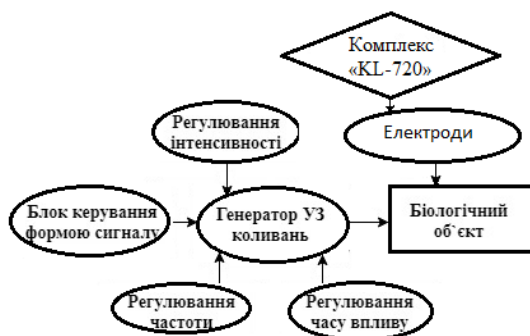 Комплекс
«KL-720»
Регулювання
інтенсивності
Електроди
Блок керування
формою сигналу
Генератор УЗ
коливань
Біологічний
об`єкт
Регулювання
частоти
Регулювання
часу впливу